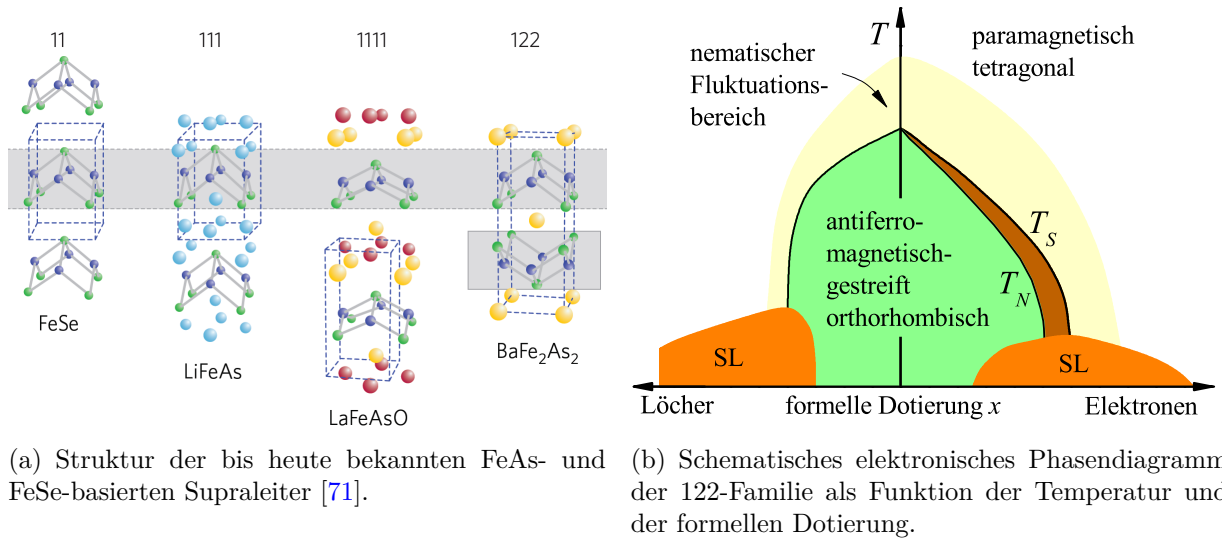 11
111
1111
122
FeSe
LiFeAs
LaFeAsO
BaFe₂As₂
(a) Struktur der bis heute bekannten FeAs- und
FeSe-basierten Supraleiter [71].
T
nematischer
Fluktuations-
bereich
paramagnetisch
tetragonal
antiferro-
magnetisch-
gestreift
orthorhombisch
T_S
T_N
SL
SL
Löcher
formelle Dotierung x
Elektronen
(b) Schematisches elektronisches Phasendiagramm
der 122-Familie als Funktion der Temperatur und
der formellen Dotierung.